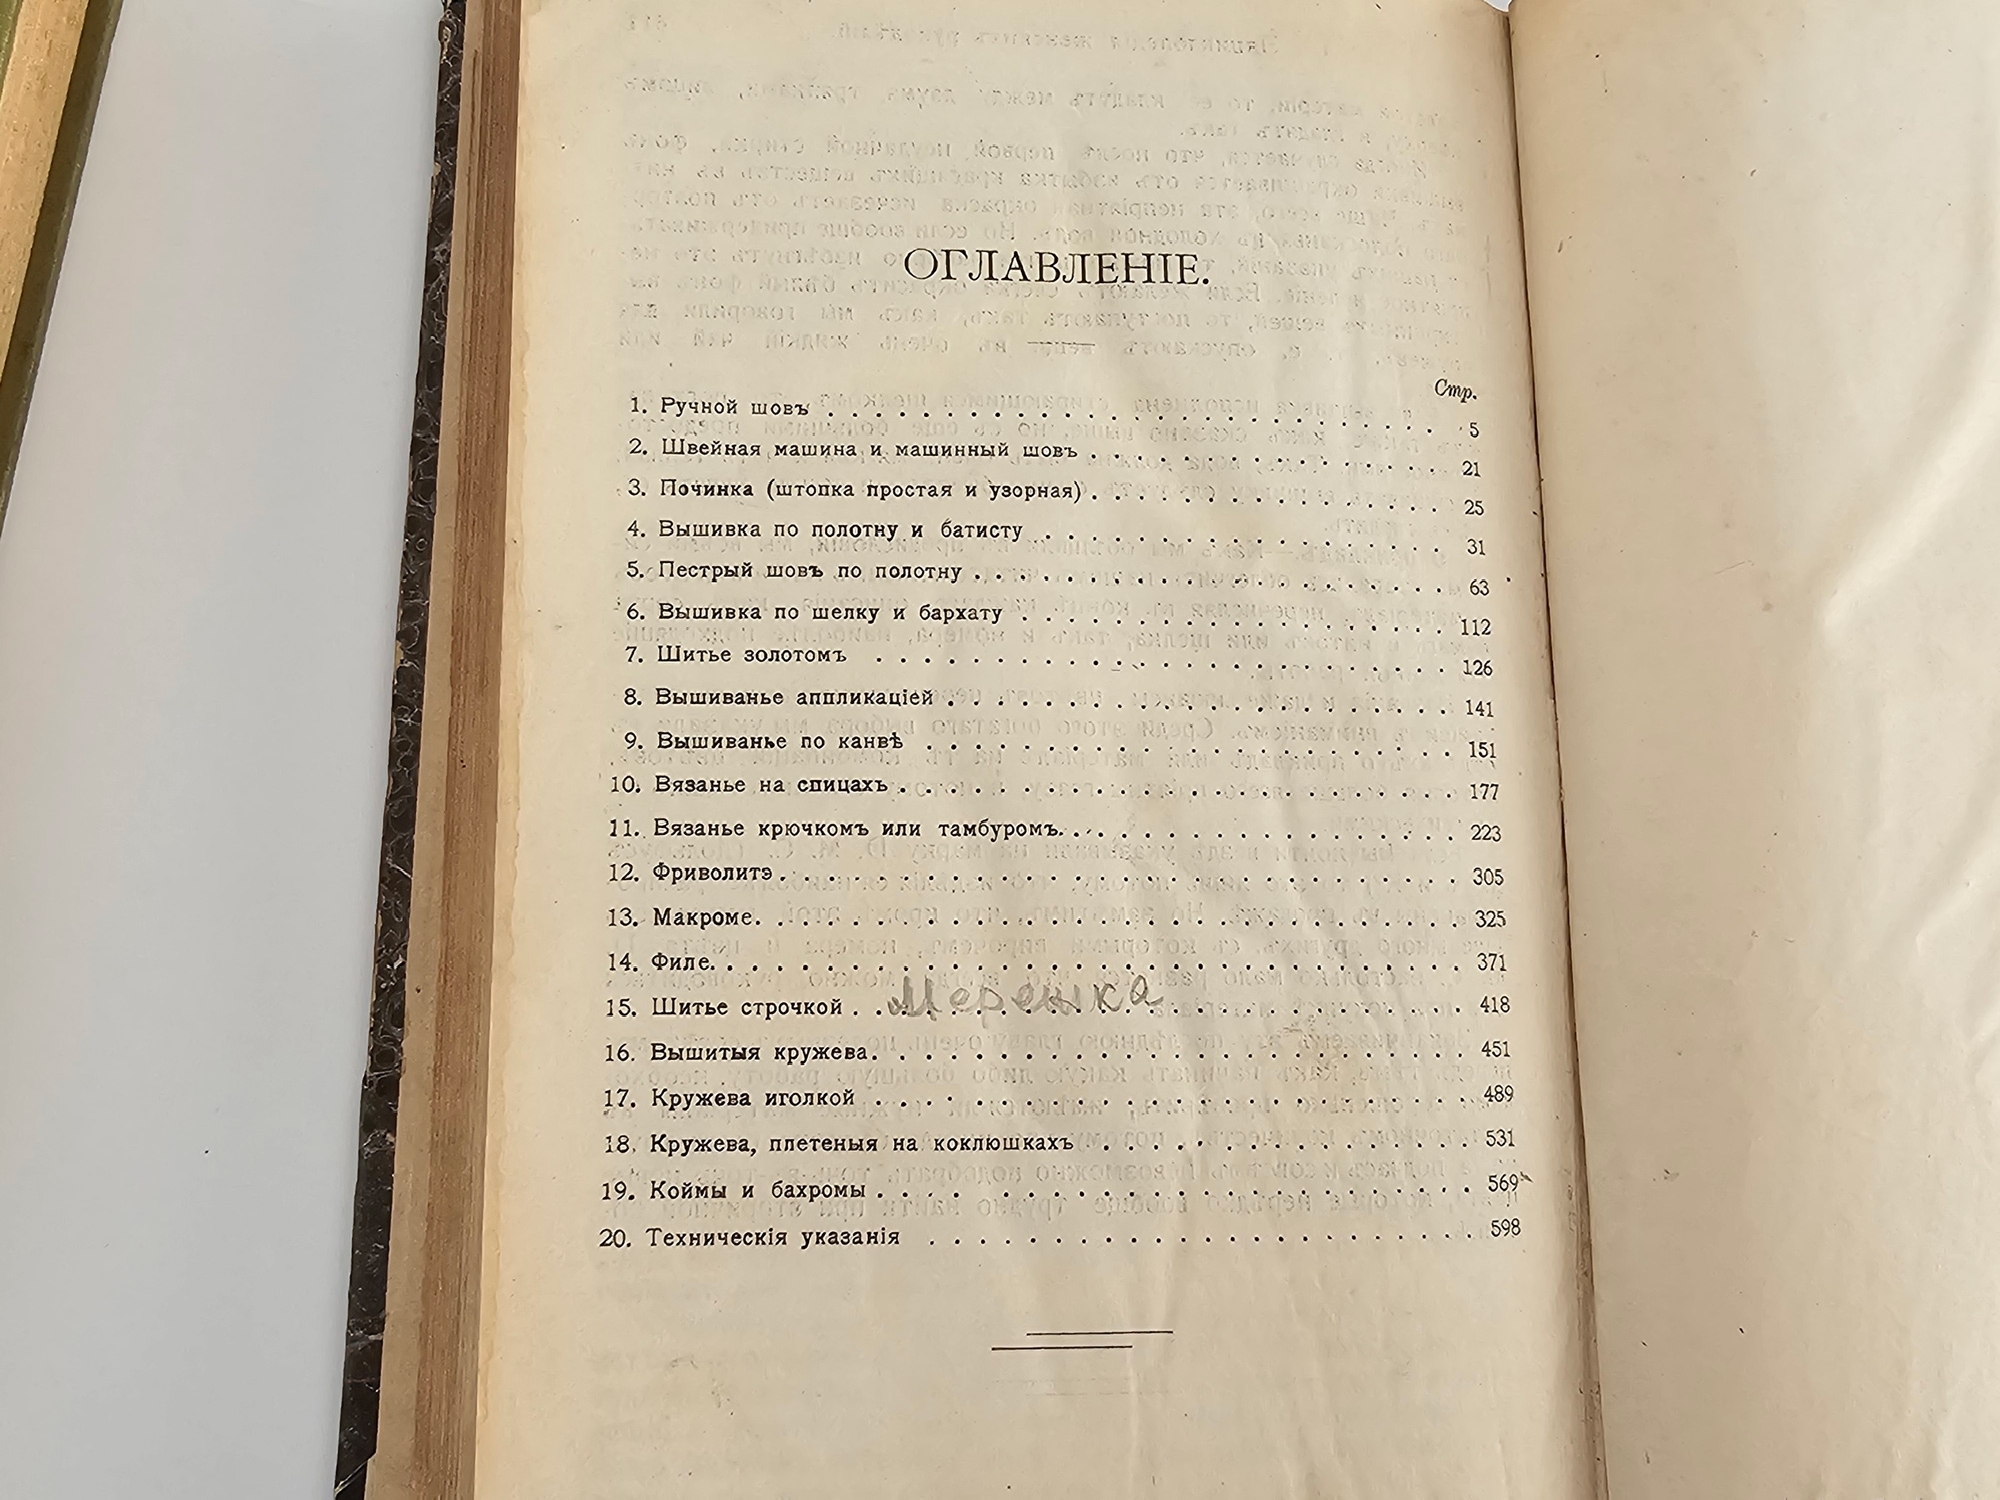 ОГЛАВЛЕНІЕ.
Стр.
1. Ручной шовъ . . . . . . . . . . . . . . . . . . . . . . . . . . 5
2. Швейная машина и машинный шовъ . . . . . . . . . . . . . . . 21
3. Починка (штопка простая и узорная) . . . . . . . . . . . . . . . 25
4. Вышивка по полотну и батисту . . . . . . . . . . . . . . . . . 31
5. Пестрый шовъ по полотну . . . . . . . . . . . . . . . . . . . . 63
6. Вышивка по шелку и бархату . . . . . . . . . . . . . . . . . . 112
7. Шитье золотомъ . . . . . . . . . . . . . . . . . . . . . . . . 126
8. Вышиванье аппликаціей . . . . . . . . . . . . . . . . . . . . . 141
9. Вышиванье по канвѣ . . . . . . . . . . . . . . . . . . . . . . 151
10. Вязанье на спицахъ . . . . . . . . . . . . . . . . . . . . . . . 177
11. Вязанье крючкомъ или тамбуромъ. . . . . . . . . . . . . . . . . 223
12. Фриволитэ . . . . . . . . . . . . . . . . . . . . . . . . . . . . 305
13. Макроме. . . . . . . . . . . . . . . . . . . . . . . . . . . . . 325
14. Филе. . . . . . . . . . . . . . . . . . . . . . . . . . . . . . . 371
15. Шитье строчкой . . Мережка . . . . . . . . . . . . . 418
16. Вышитыя кружева. . . . . . . . . . . . . . . . . . . . . . . . 451
17. Кружева иголкой . . . . . . . . . . . . . . . . . . . . . . . . 489
18. Кружева, плетеныя на коклюшкахъ . . . . . . . . . . . . . . . 531
19. Коймы и бахромы . . . . . . . . . . . . . . . . . . . . . . . . 569
20. Техническія указанія . . . . . . . . . . . . . . . . . . . . . . 598